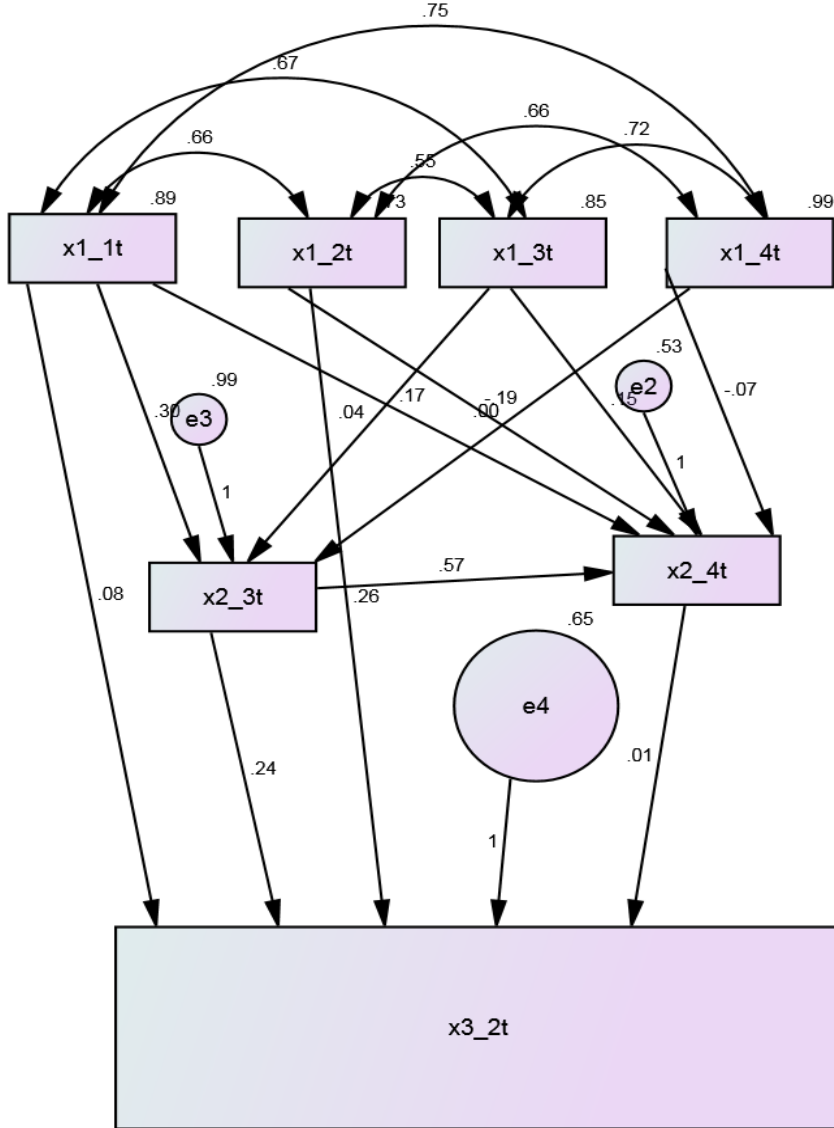 .75
.67
.66
.72
.66
.55
.89
.85
.99
x1_1t
x1_2t
x1_3t
x1_4t
.53
.99
e2
e3
-.07
.30
.04
.17
-.19
.00
.15
1
1
.57
x2_4t
x2_3t
.08
.26
.65
e4
.24
.01
1
x3_2t